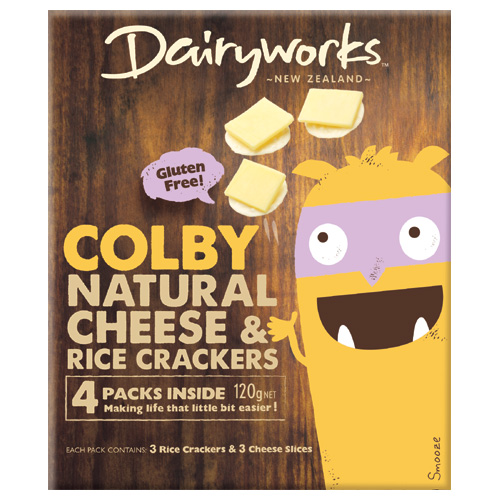 Dairyworks™
~NEW ZEALAND~
Gluten
Free!
COLBY
NATURAL
CHEESE &
RICE CRACKERS
4 PACKS INSIDE 120g NET
Making life that little bit easier!
EACH PACK CONTAINS: 3 Rice Crackers & 3 Cheese Slices
Smooze